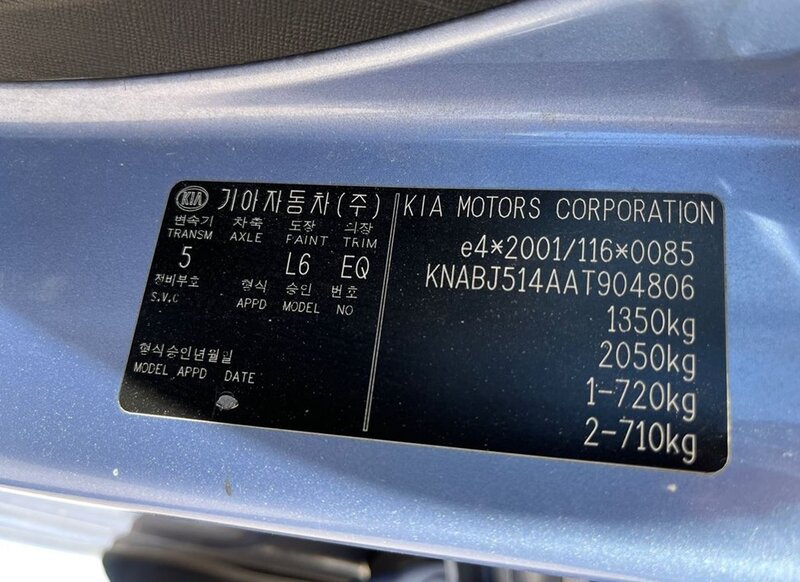 KIA 기아자동차(주)
변속기 차축 도장 의장
TRANSM AXLE PAINT TRIM
5 L6 EQ
정비부호 형식 승인 번호
S.V.C APPD MODEL NO
형식승인년월일
MODEL APPD DATE
KIA MOTORS CORPORATION
e4*2001/116*0085
KNABJ514AAT904806
1350kg
2050kg
1-720kg
2-710kg